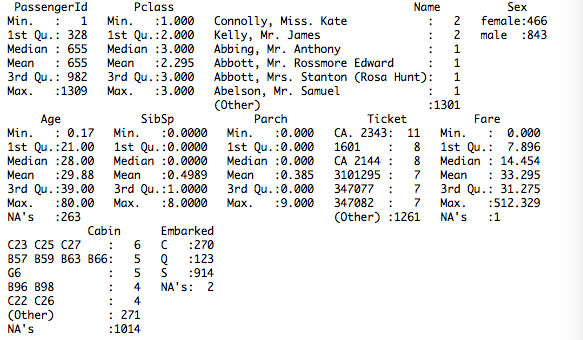 PassengerId Pclass Name Sex
Min. : 1 Min. :1.000 Connolly, Miss. Kate : 2 female:466
1st Qu.: 328 1st Qu.:2.000 Kelly, Mr. James : 2 male :843
Median : 655 Median :3.000 Abbing, Mr. Anthony : 1
Mean : 655 Mean :2.295 Abbott, Mr. Rossmore Edward : 1
3rd Qu.: 982 3rd Qu.:3.000 Abbott, Mrs. Stanton (Rosa Hunt): 1
Max. :1309 Max. :3.000 Abelson, Mr. Samuel : 1
(Other) :1301
Age SibSp Parch Ticket Fare
Min. : 0.17 Min. :0.0000 Min. :0.000 CA. 2343: 11 Min. : 0.000
1st Qu.:21.00 1st Qu.:0.0000 1st Qu.:0.000 1601 : 8 1st Qu.: 7.896
Median :28.00 Median :0.0000 Median :0.000 CA 2144 : 8 Median : 14.454
Mean :29.88 Mean :0.4989 Mean :0.385 3101295 : 7 Mean : 33.295
3rd Qu.:39.00 3rd Qu.:1.0000 3rd Qu.:0.000 347077 : 7 3rd Qu.: 31.275
Max. :80.00 Max. :8.0000 Max. :9.000 347082 : 7 Max. :512.329
NA's :263 (Other) :1261 NA's :1
Cabin Embarked
C23 C25 C27 : 6 C :270
B57 B59 B63 B66: 5 Q :123
G6 : 5 S :914
B96 B98 : 4 NA's: 2
C22 C26 : 4
(Other) : 271
NA's :1014